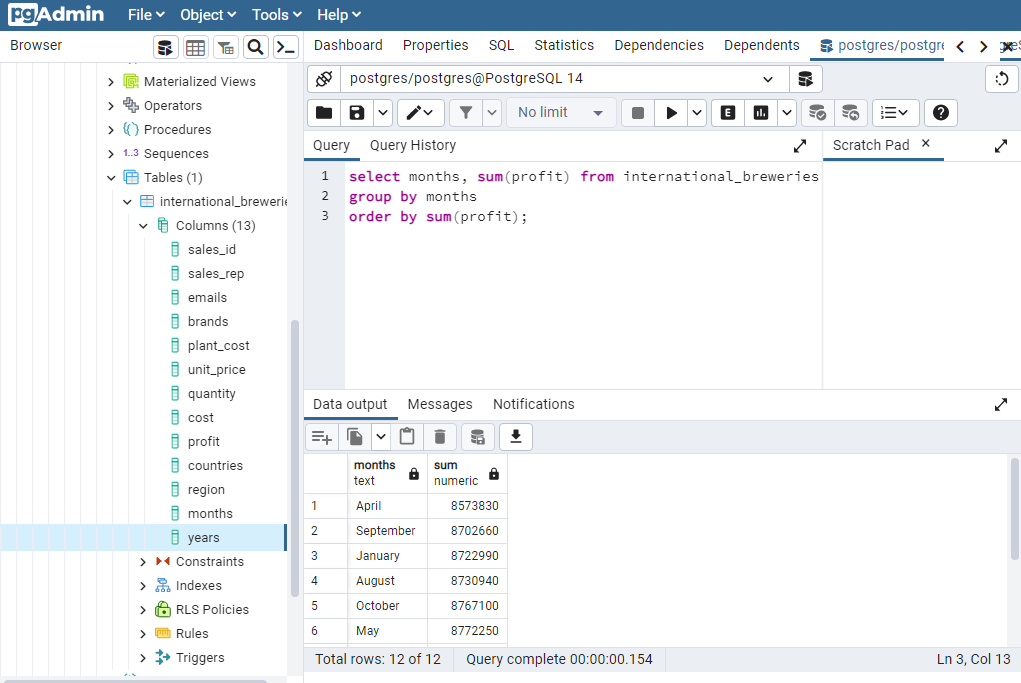 pgAdmin File Object Tools Help
Browser
Dashboard Properties SQL Statistics Dependencies Dependents postgres/postgre
postgres/postgres@PostgreSQL 14
No limit
Query Query History
Scratch Pad
1 select months, sum(profit) from international_breweries
2 group by months
3 order by sum(profit);
Materialized Views
Operators
Procedures
1..3 Sequences
Tables (1)
international_breweri
Columns (13)
sales_id
sales_rep
emails
brands
plant_cost
unit_price
quantity
cost
profit
countries
region
months
years
Constraints
Indexes
RLS Policies
Rules
Triggers
Data output Messages Notifications
months sum
text numeric
1 April 8573830
2 September 8702660
3 January 8722990
4 August 8730940
5 October 8767100
6 May 8772250
Total rows: 12 of 12 Query complete 00:00:00.154 Ln 3, Col 13